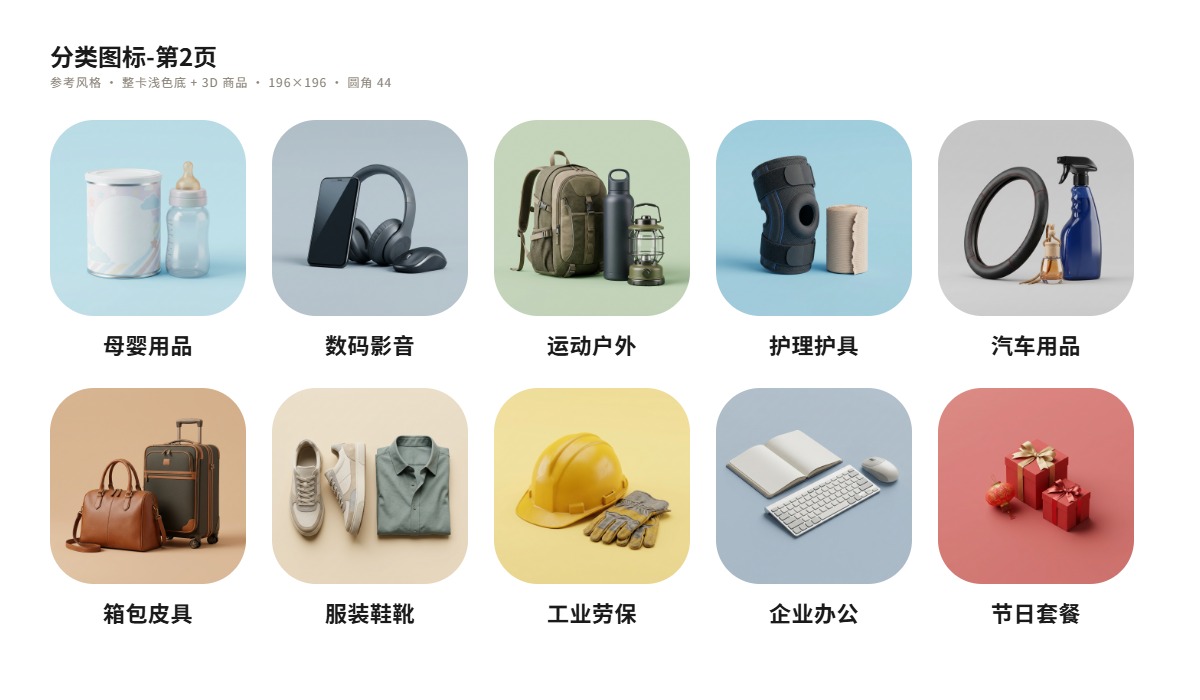 分类图标-第2页
参考风格 · 整卡浅色底 + 3D 商品 · 196×196 · 圆角 44
母婴用品
数码影音
运动户外
护理护具
汽车用品
箱包皮具
服装鞋靴
工业劳保
企业办公
节日套餐